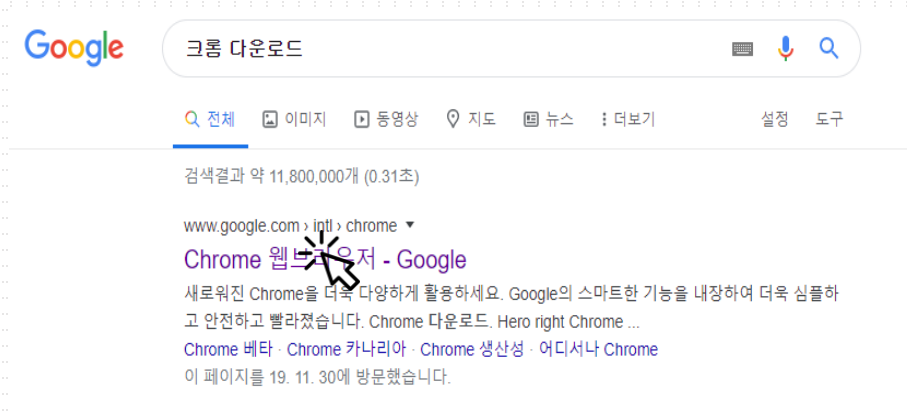 Google
크롬 다운로드
전체 이미지 동영상 지도 뉴스 더보기 설정 도구
검색결과 약 11,800,000개 (0.31초)
www.google.com › intl › chrome
Chrome 웹브라우저 - Google
새로워진 Chrome을 더욱 다양하게 활용하세요. Google의 스마트한 기능을 내장하여 더욱 심플하
고 안전하고 빨라졌습니다. Chrome 다운로드. Hero right Chrome ...
Chrome 베타 · Chrome 카나리아 · Chrome 생산성 · 어디서나 Chrome
이 페이지를 19. 11. 30에 방문했습니다.